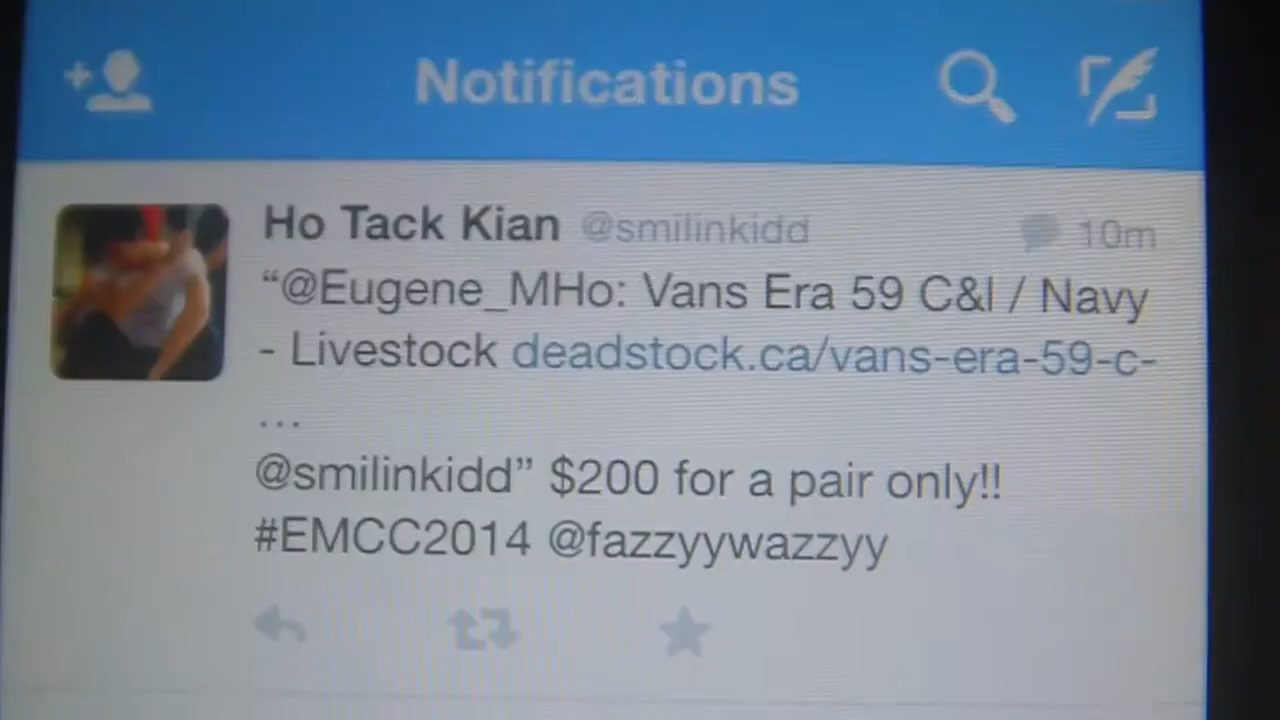 Notifications
Ho Tack Kian @smilinkidd 10m
“@Eugene_MHo: Vans Era 59 C&I / Navy
- Livestock deadstock.ca/vans-era-59-c-
...
@smilinkidd” $200 for a pair only!!
#EMCC2014 @fazzyywazzyy